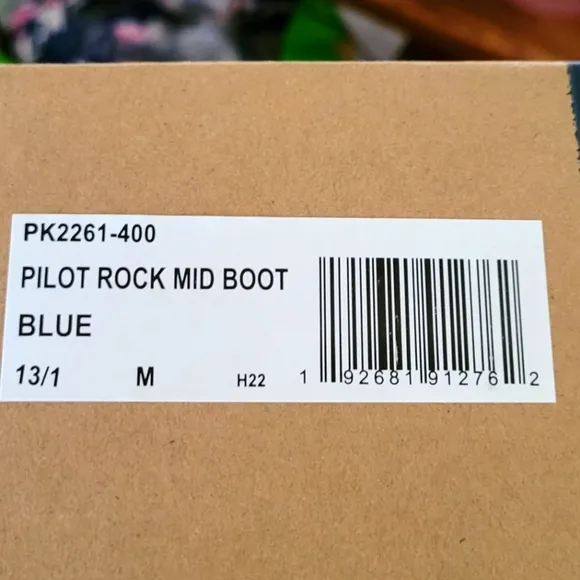 PK2261-400
PILOT ROCK MID BOOT
BLUE
13/1 M H22 1 92681 91276 2